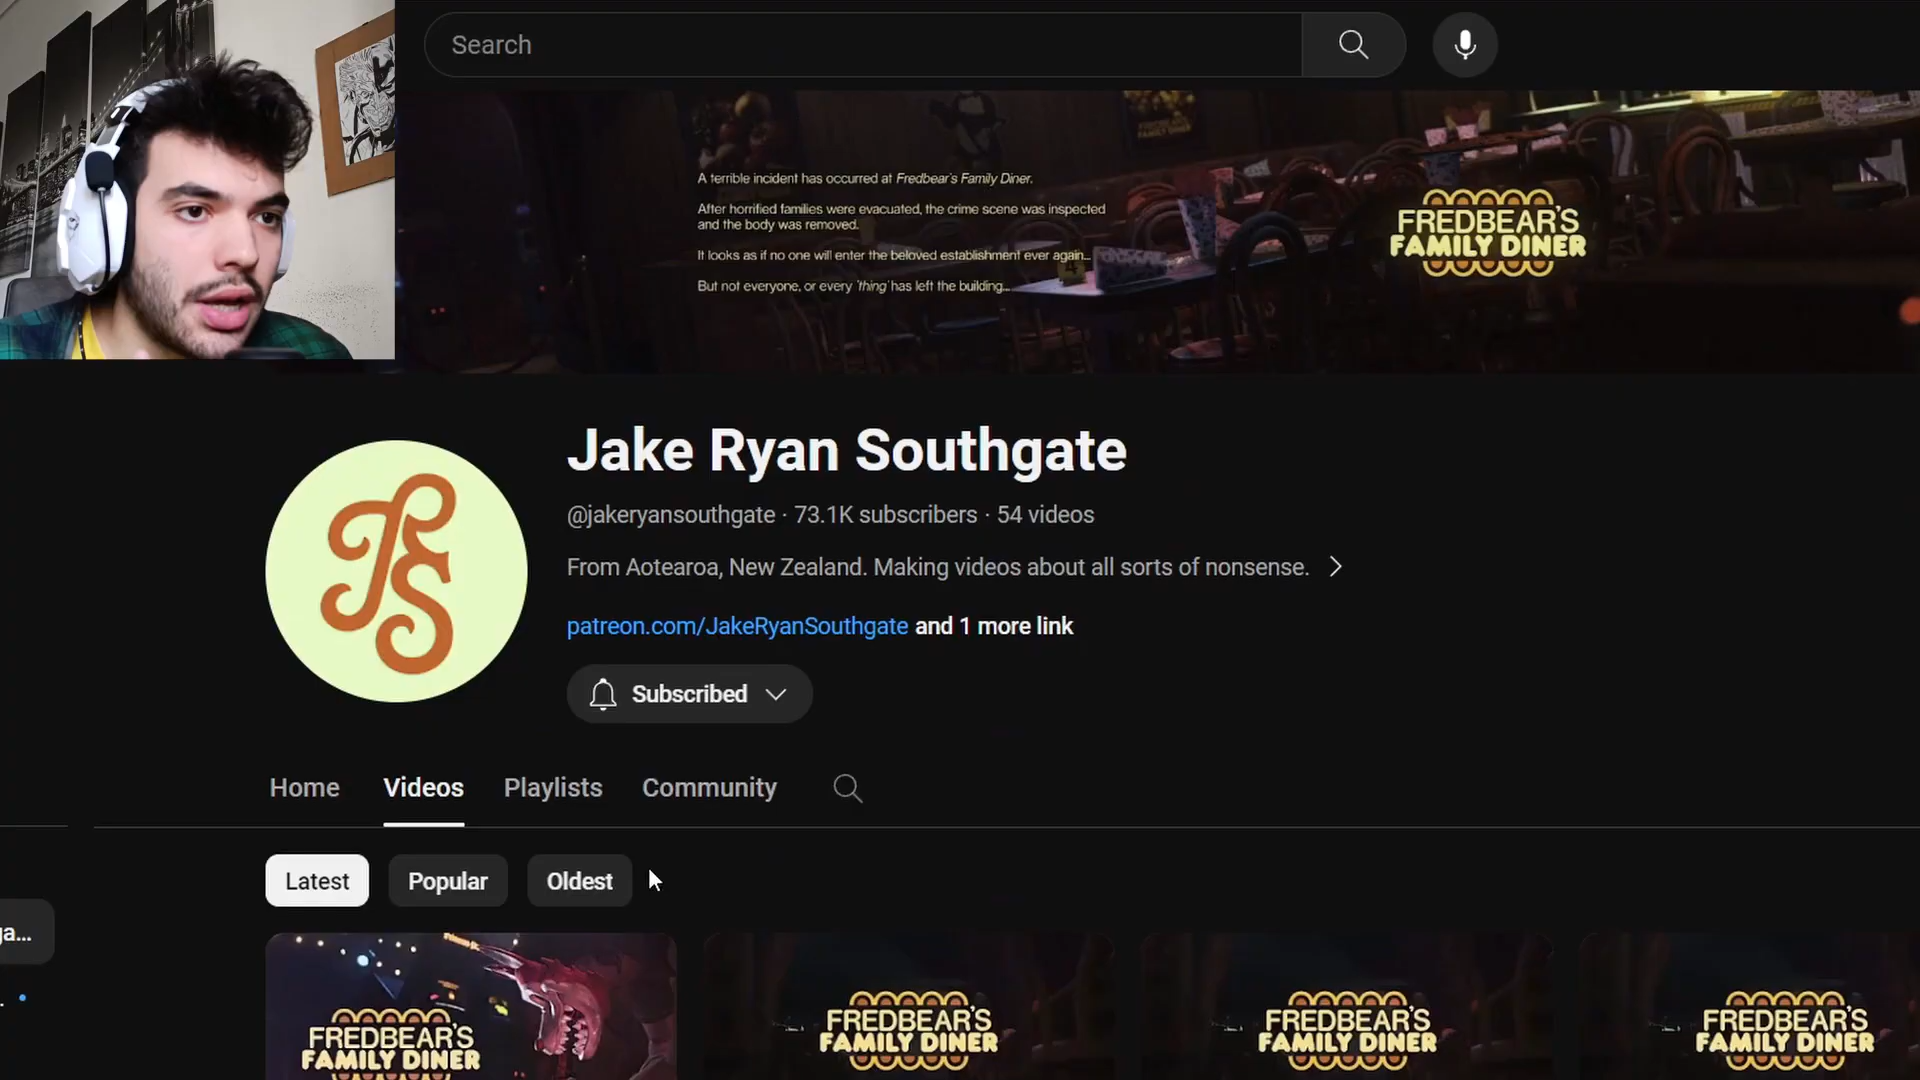 Search
A terrible incident has occurred at Fredbear's Family Diner.
After horrified families were evacuated, the crime scene was inspected
and the body was removed.
It looks as if no one will enter the beloved establishment ever again...
But not everyone, or every 'thing' has left the building...
FREDBEAR'S
FAMILY DINER
Jake Ryan Southgate
@jakeryansouthgate · 73.1K subscribers · 54 videos
From Aotearoa, New Zealand. Making videos about all sorts of nonsense.
patreon.com/JakeRyanSouthgate and 1 more link
Subscribed
Home Videos Playlists Community
Latest Popular Oldest
FREDBEAR'S
FAMILY DINER
FREDBEAR'S
FAMILY DINER
FREDBEAR'S
FAMILY DINER
FREDBEAR'S
FAMILY DINER